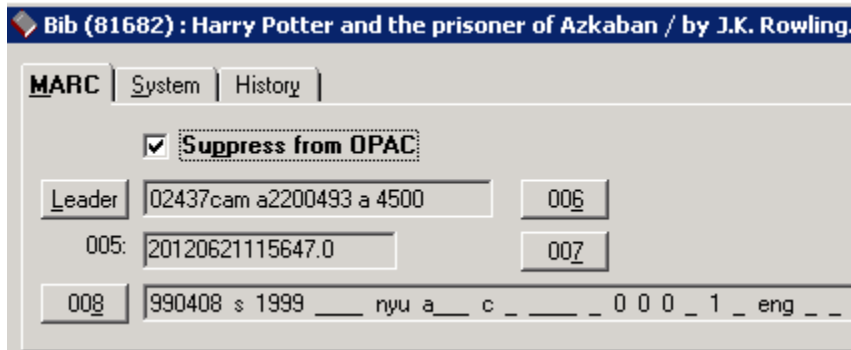 Bib (81682) : Harry Potter and the prisoner of Azkaban / by J.K. Rowling.
MARC System History
Suppress from OPAC
Leader 02437cam a2200493 a 4500 006
005: 20120621115647.0 007
008 990408 s 1999 ____ nyu a___ c _ ____ _ 0 0 0 _ 1 _ eng _ _